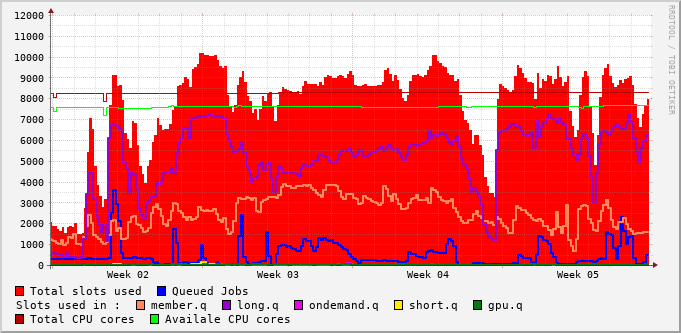 12000
11000
10000
9000
8000
7000
6000
5000
4000
3000
2000
1000
0
Week 02 Week 03 Week 04 Week 05
RRDTOOL / TOBI OETIKER
Total slots used Queued Jobs
Slots used in : member.q long.q ondemand.q short.q gpu.q
Total CPU cores Availale CPU cores